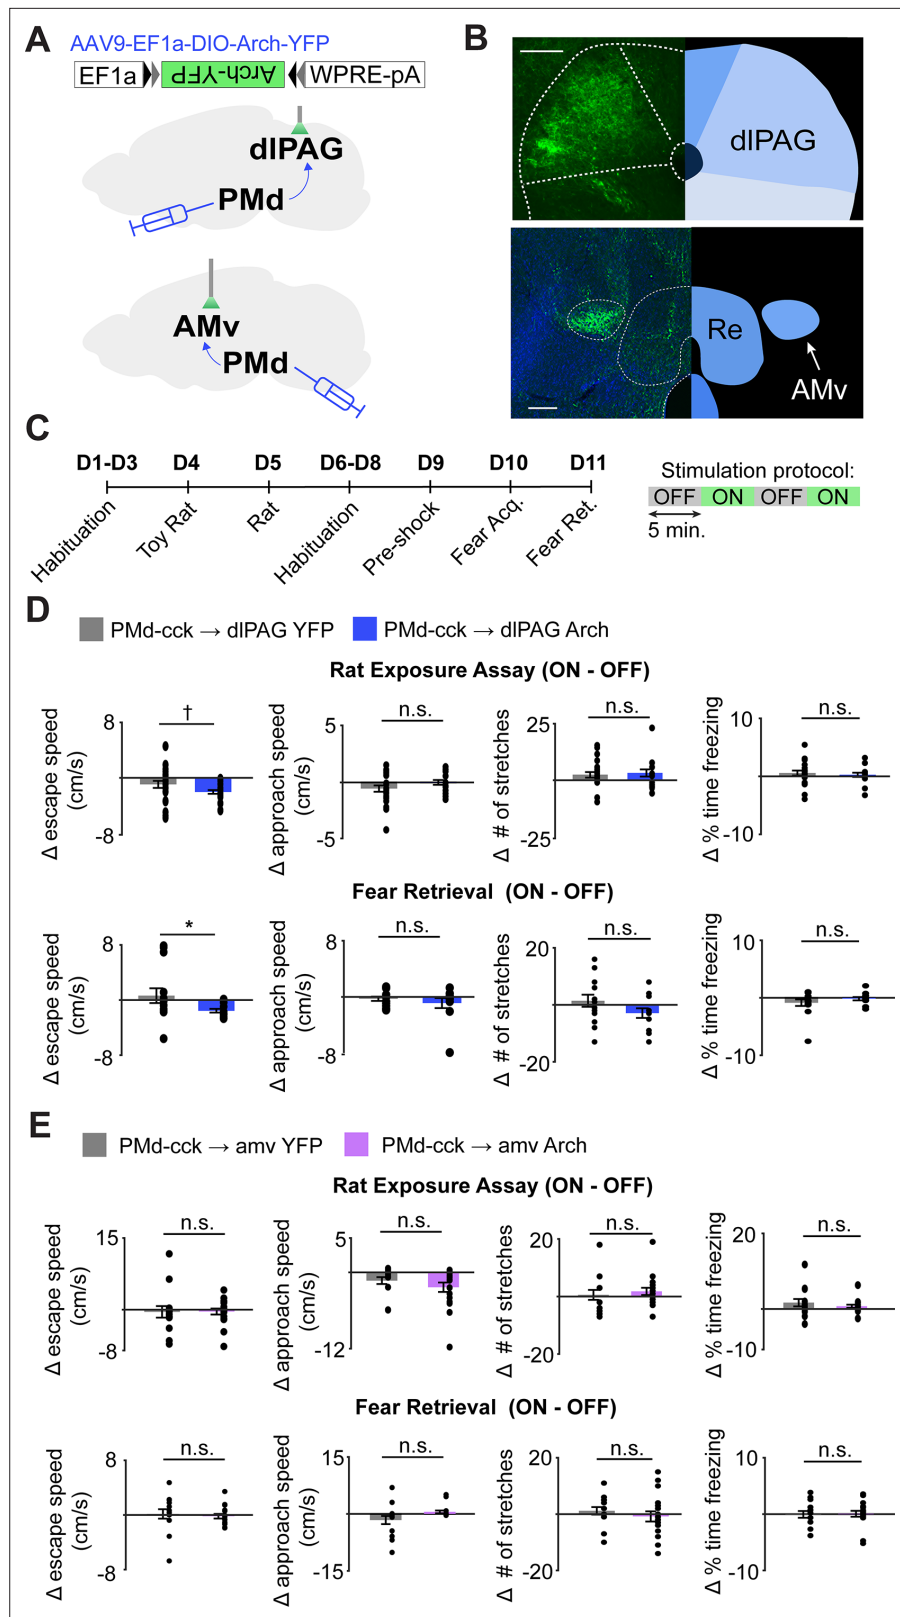 A
AAV9-EF1a-DIO-Arch-YFP
EF1a
Arch-YFP
WPRE-pA
dlPAG
PMd
AMv
PMd
B
dlPAG
Re
AMv
C
D1-D3 D4 D5 D6-D8 D9 D10 D11
Habituation Toy Rat Rat Habituation Pre-shock Fear Acq. Fear Ret.
Stimulation protocol:
OFF ON OFF ON
5 min.
D
PMd-cck → dlPAG YFP PMd-cck → dlPAG Arch
Rat Exposure Assay (ON - OFF)
Δ escape speed (cm/s)
8
-8
†
Δ approach speed (cm/s)
5
-5
n.s.
Δ # of stretches
25
-25
n.s.
Δ % time freezing
10
-10
n.s.
Fear Retrieval (ON - OFF)
Δ escape speed (cm/s)
8
-8
*
Δ approach speed (cm/s)
8
-8
n.s.
Δ # of stretches
20
-20
n.s.
Δ % time freezing
10
-10
n.s.
E
PMd-cck → amv YFP PMd-cck → amv Arch
Rat Exposure Assay (ON - OFF)
Δ escape speed (cm/s)
15
-8
n.s.
Δ approach speed (cm/s)
5
-12
n.s.
Δ # of stretches
20
-20
n.s.
Δ % time freezing
20
-10
n.s.
Fear Retrieval (ON - OFF)
Δ escape speed (cm/s)
8
-8
n.s.
Δ approach speed (cm/s)
15
-15
n.s.
Δ # of stretches
20
-20
n.s.
Δ % time freezing
10
-10
n.s.